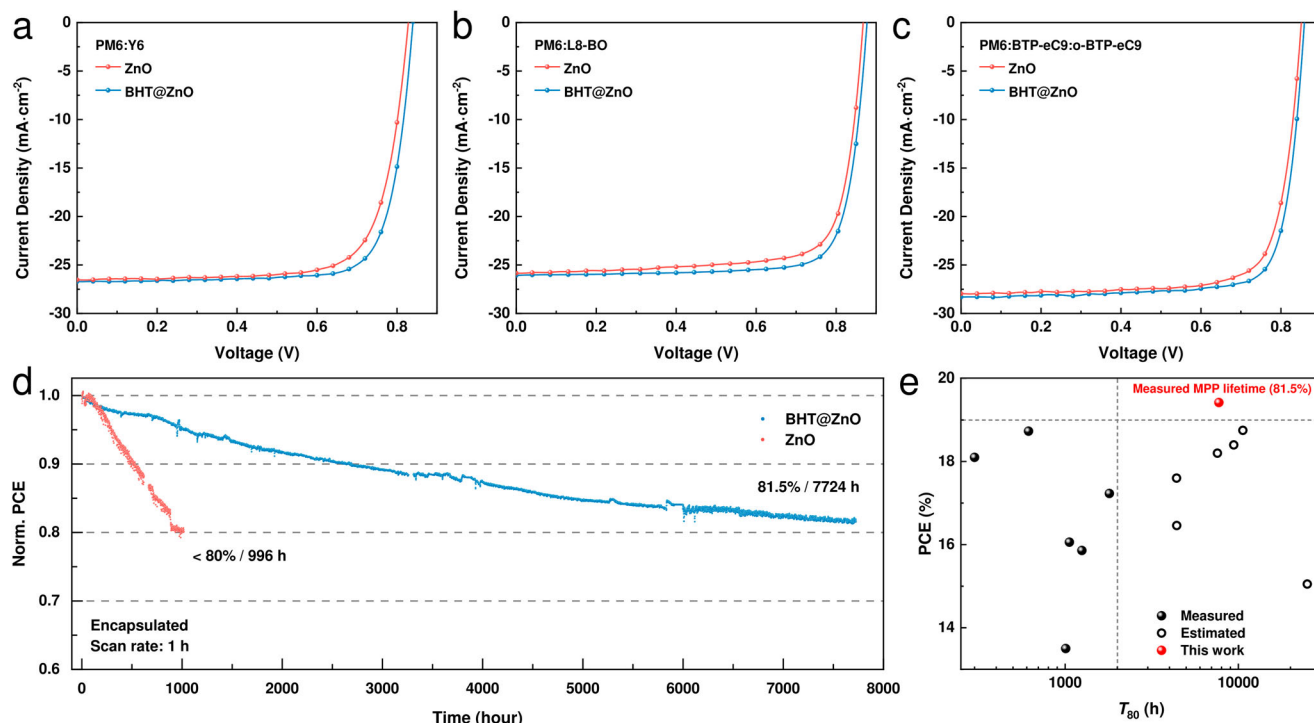 a
PM6:Y6
ZnO
BHT@ZnO
0
-5
-10
-15
-20
-25
-30
0.0 0.2 0.4 0.6 0.8
Current Density (mA·cm⁻²)
Voltage (V)
b
PM6:L8-BO
ZnO
BHT@ZnO
0
-5
-10
-15
-20
-25
-30
0.0 0.2 0.4 0.6 0.8
Current Density (mA·cm⁻²)
Voltage (V)
c
PM6:BTP-eC9:o-BTP-eC9
ZnO
BHT@ZnO
0
-5
-10
-15
-20
-25
-30
0.0 0.2 0.4 0.6 0.8
Current Density (mA·cm⁻²)
Voltage (V)
d
1.0
0.9
0.8
0.7
0.6
Norm. PCE
BHT@ZnO
ZnO
81.5% / 7724 h
< 80% / 996 h
Encapsulated
Scan rate: 1 h
0 1000 2000 3000 4000 5000 6000 7000 8000
Time (hour)
e
20
18
16
14
PCE (%)
Measured MPP lifetime (81.5%)
Measured
Estimated
This work
1000 10000
T₈₀ (h)